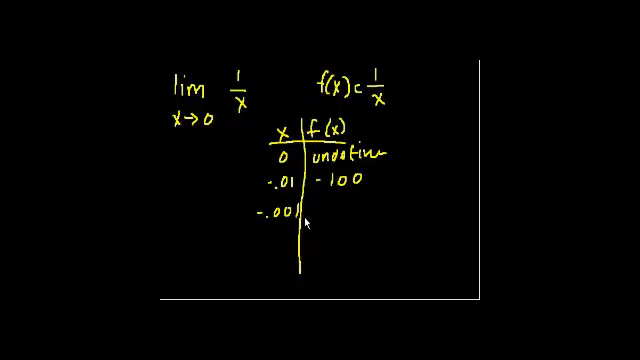 lim x→0 1/x f(x) = 1/x
x f(x)
0 undefine
-.01 -100
-.001